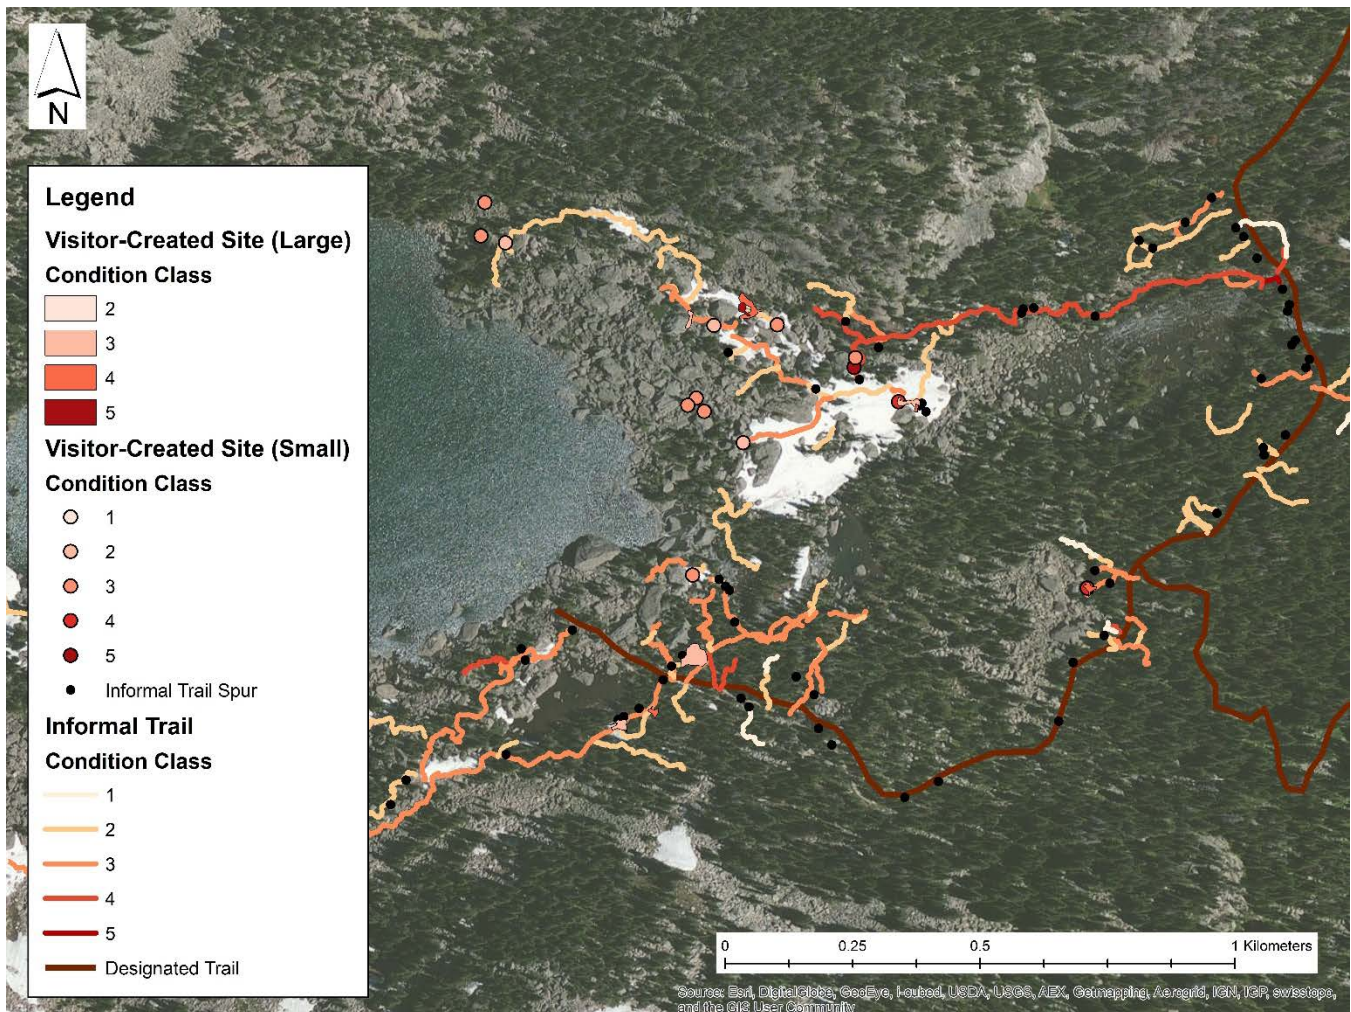 N
Legend
Visitor-Created Site (Large)
Condition Class
2
3
4
5
Visitor-Created Site (Small)
Condition Class
1
2
3
4
5
Informal Trail Spur
Informal Trail
Condition Class
1
2
3
4
5
Designated Trail
0 0.25 0.5 1 Kilometers
Source: Esri, DigitalGlobe, GeoEye, i-cubed, USDA, USGS, AEX, Getmapping, Aerogrid, IGN, IGP, swisstopo,
and the GIS User Community